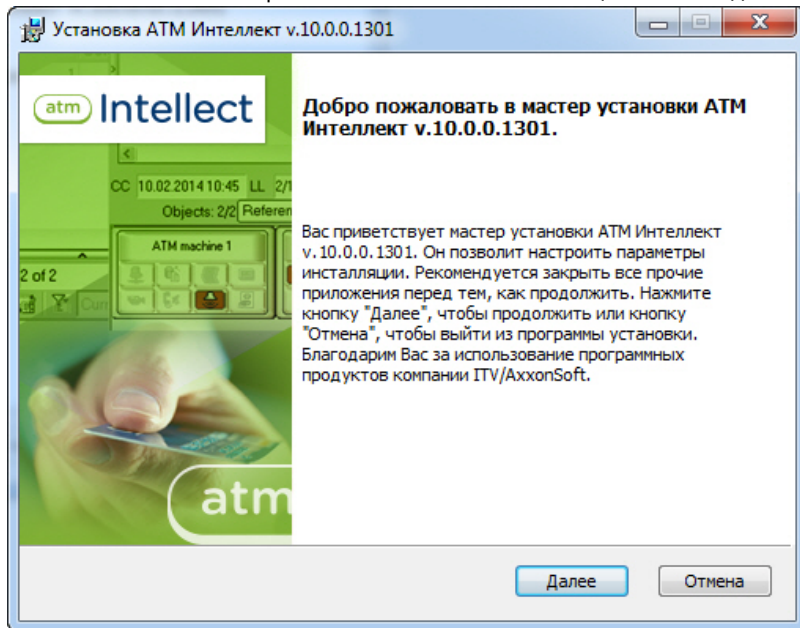 Установка АТМ Интеллект v.10.0.0.1301
atm Intellect
Добро пожаловать в мастер установки АТМ
Интеллект v.10.0.0.1301.
CC 10.02.2014 10:45 LL 2/1
Objects: 2/2 Referen
ATM machine 1
2 of 2
Curr
Вас приветствует мастер установки АТМ Интеллект
v.10.0.0.1301. Он позволит настроить параметры
инсталляции. Рекомендуется закрыть все прочие
приложения перед тем, как продолжить. Нажмите
кнопку "Далее", чтобы продолжить или кнопку
"Отмена", чтобы выйти из программы установки.
Благодарим Вас за использование программных
продуктов компании ITV/AxxonSoft.
atm
Далее
Отмена